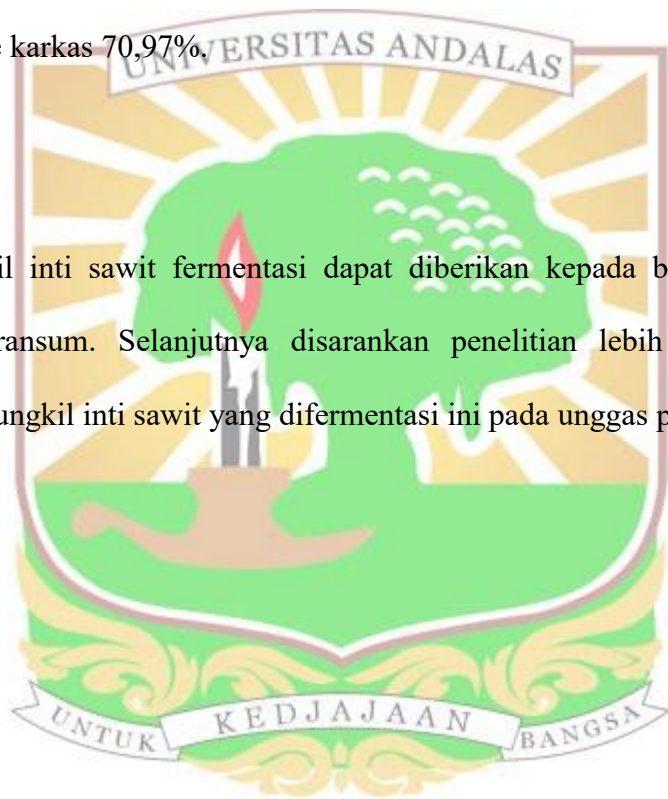 e karkas 70,97%.
UNIVERSITAS ANDALAS
il inti sawit fermentasi dapat diberikan kepada b
ransum. Selanjutnya disarankan penelitian lebih
ungkil inti sawit yang difermentasi ini pada unggas p
UNTUK KEDJAJAAN BANGSA